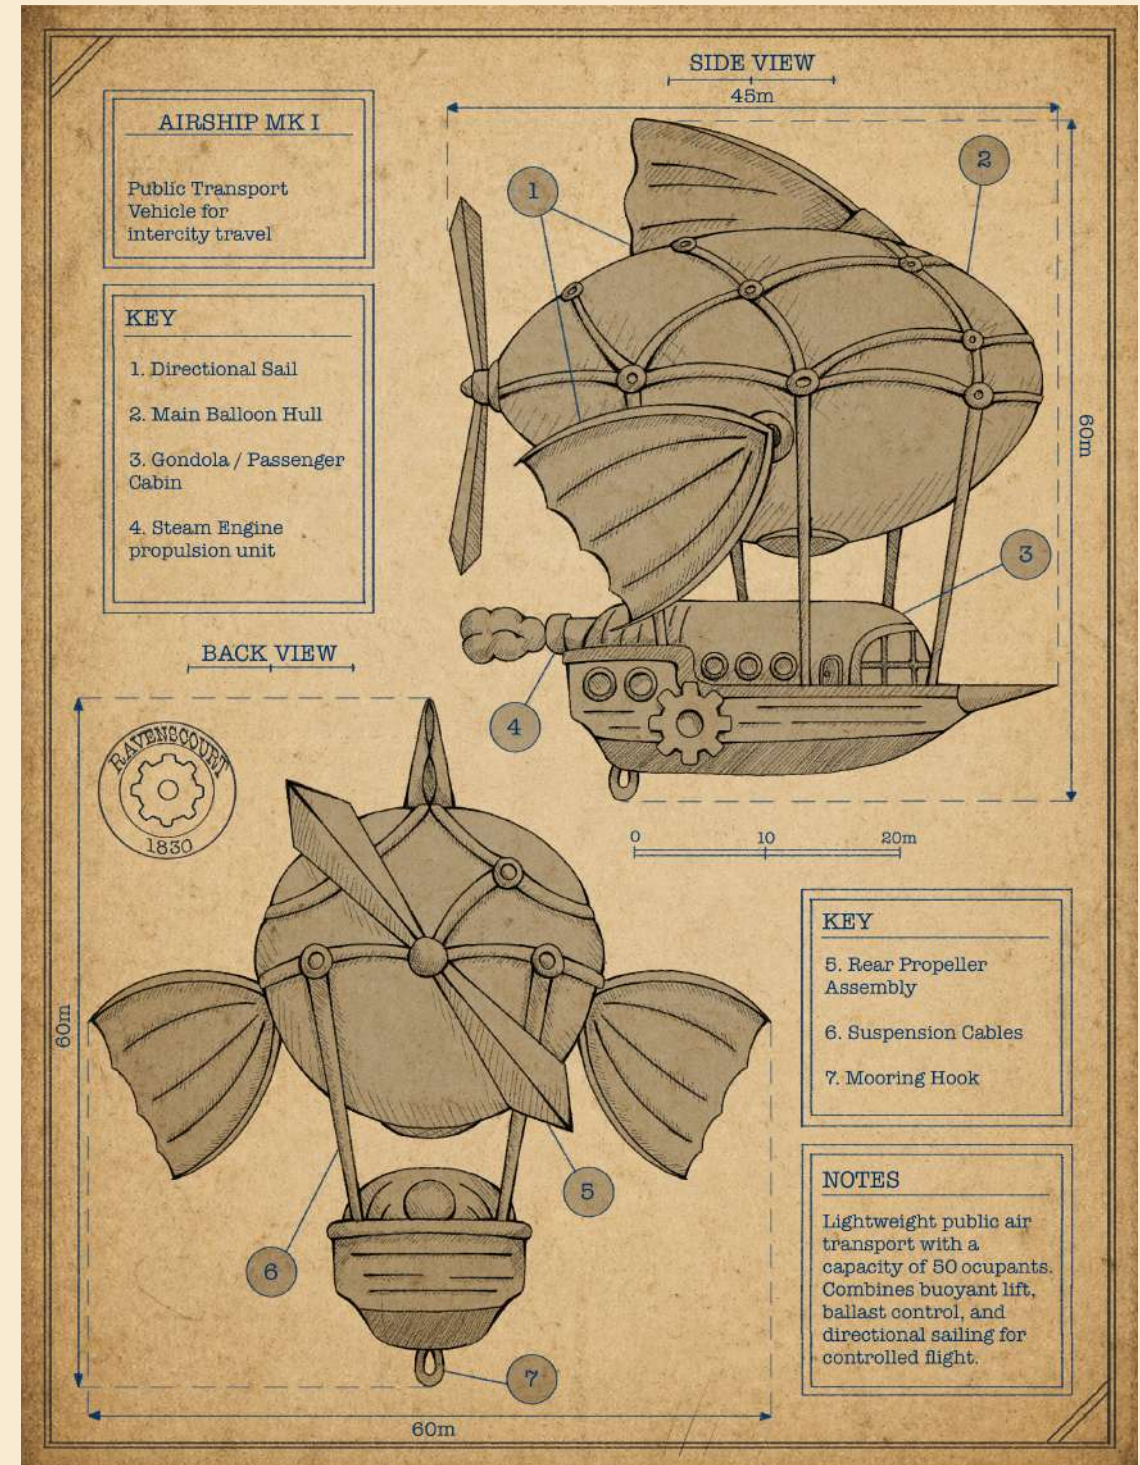 SIDE VIEW
45m
AIRSHIP MK I
Public Transport
Vehicle for
intercity travel
1
2
KEY
1. Directional Sail
2. Main Balloon Hull
3. Gondola / Passenger
Cabin
4. Steam Engine
propulsion unit
60m
3
4
BACK VIEW
RAVENSCOURT
1830
0 10 20m
60m
KEY
5. Rear Propeller
Assembly
6. Suspension Cables
7. Mooring Hook
5
6
7
NOTES
Lightweight public air
transport with a
capacity of 50 ocupants.
Combines buoyant lift,
ballast control, and
directional sailing for
controlled flight.
60m